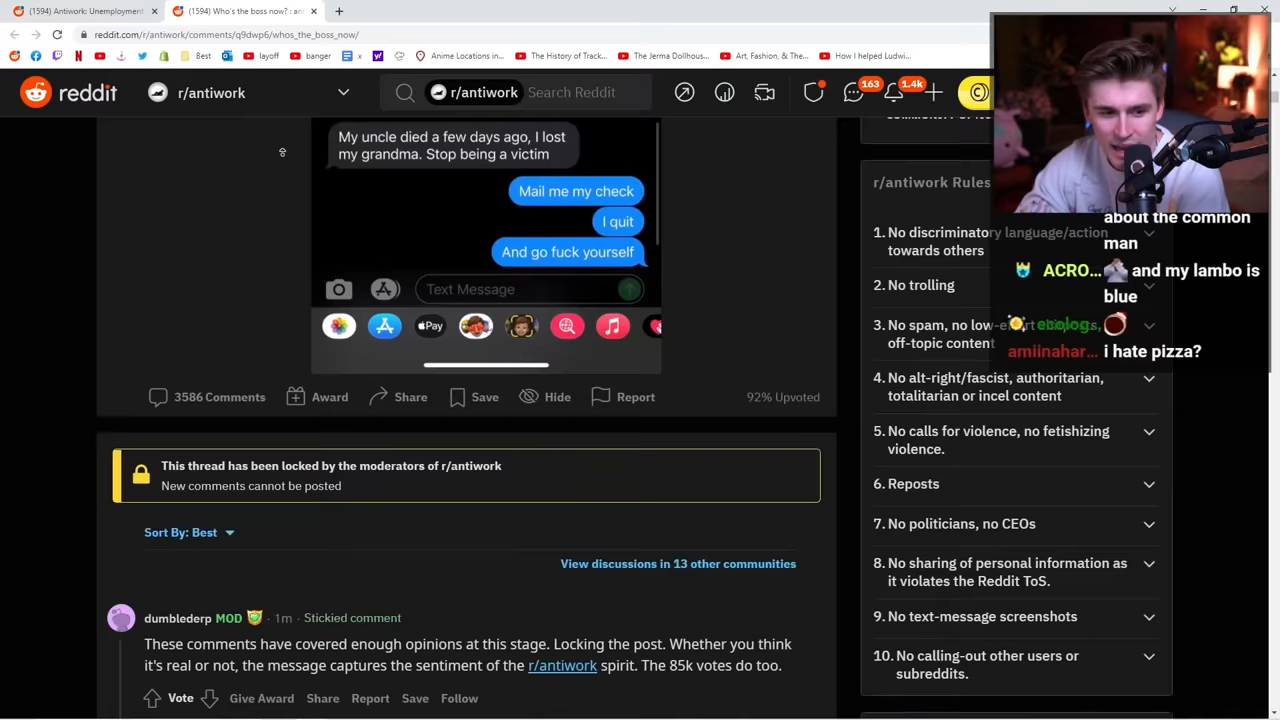 (1594) Antiwork: Unemployment
(1594) Who's the boss now? : an
reddit.com/r/antiwork/comments/q9dwp6/whos_the_boss_now/
Best
layoff
banger
x
Anime Locations in...
The History of Track...
The Jerma Dollhous...
Art, Fashion, & The...
How I helped Ludwi...
reddit
r/antiwork
r/antiwork
Search Reddit
163
1.4k
My uncle died a few days ago, I lost
my grandma. Stop being a victim
Mail me my check
I quit
And go fuck yourself
Text Message
Pay
3586 Comments
Award
Share
Save
Hide
Report
92% Upvoted
This thread has been locked by the moderators of r/antiwork
New comments cannot be posted
Sort By: Best
View discussions in 13 other communities
dumblederp MOD · 1m · Stickied comment
These comments have covered enough opinions at this stage. Locking the post. Whether you think
it's real or not, the message captures the sentiment of the r/antiwork spirit. The 85k votes do too.
Vote
Give Award
Share
Report
Save
Follow
r/antiwork Rules
1. No discriminatory language/action
towards others
2. No trolling
3. No spam, no low-
off-topic content
4. No alt-right/fascist, authoritarian,
totalitarian or incel content
5. No calls for violence, no fetishizing
violence.
6. Reposts
7. No politicians, no CEOs
8. No sharing of personal information as
it violates the Reddit ToS.
9. No text-message screenshots
10. No calling-out other users or
subreddits.
about the common
man
ACRO... and my lambo is
blue
ecolog...
amiinahar... i hate pizza?